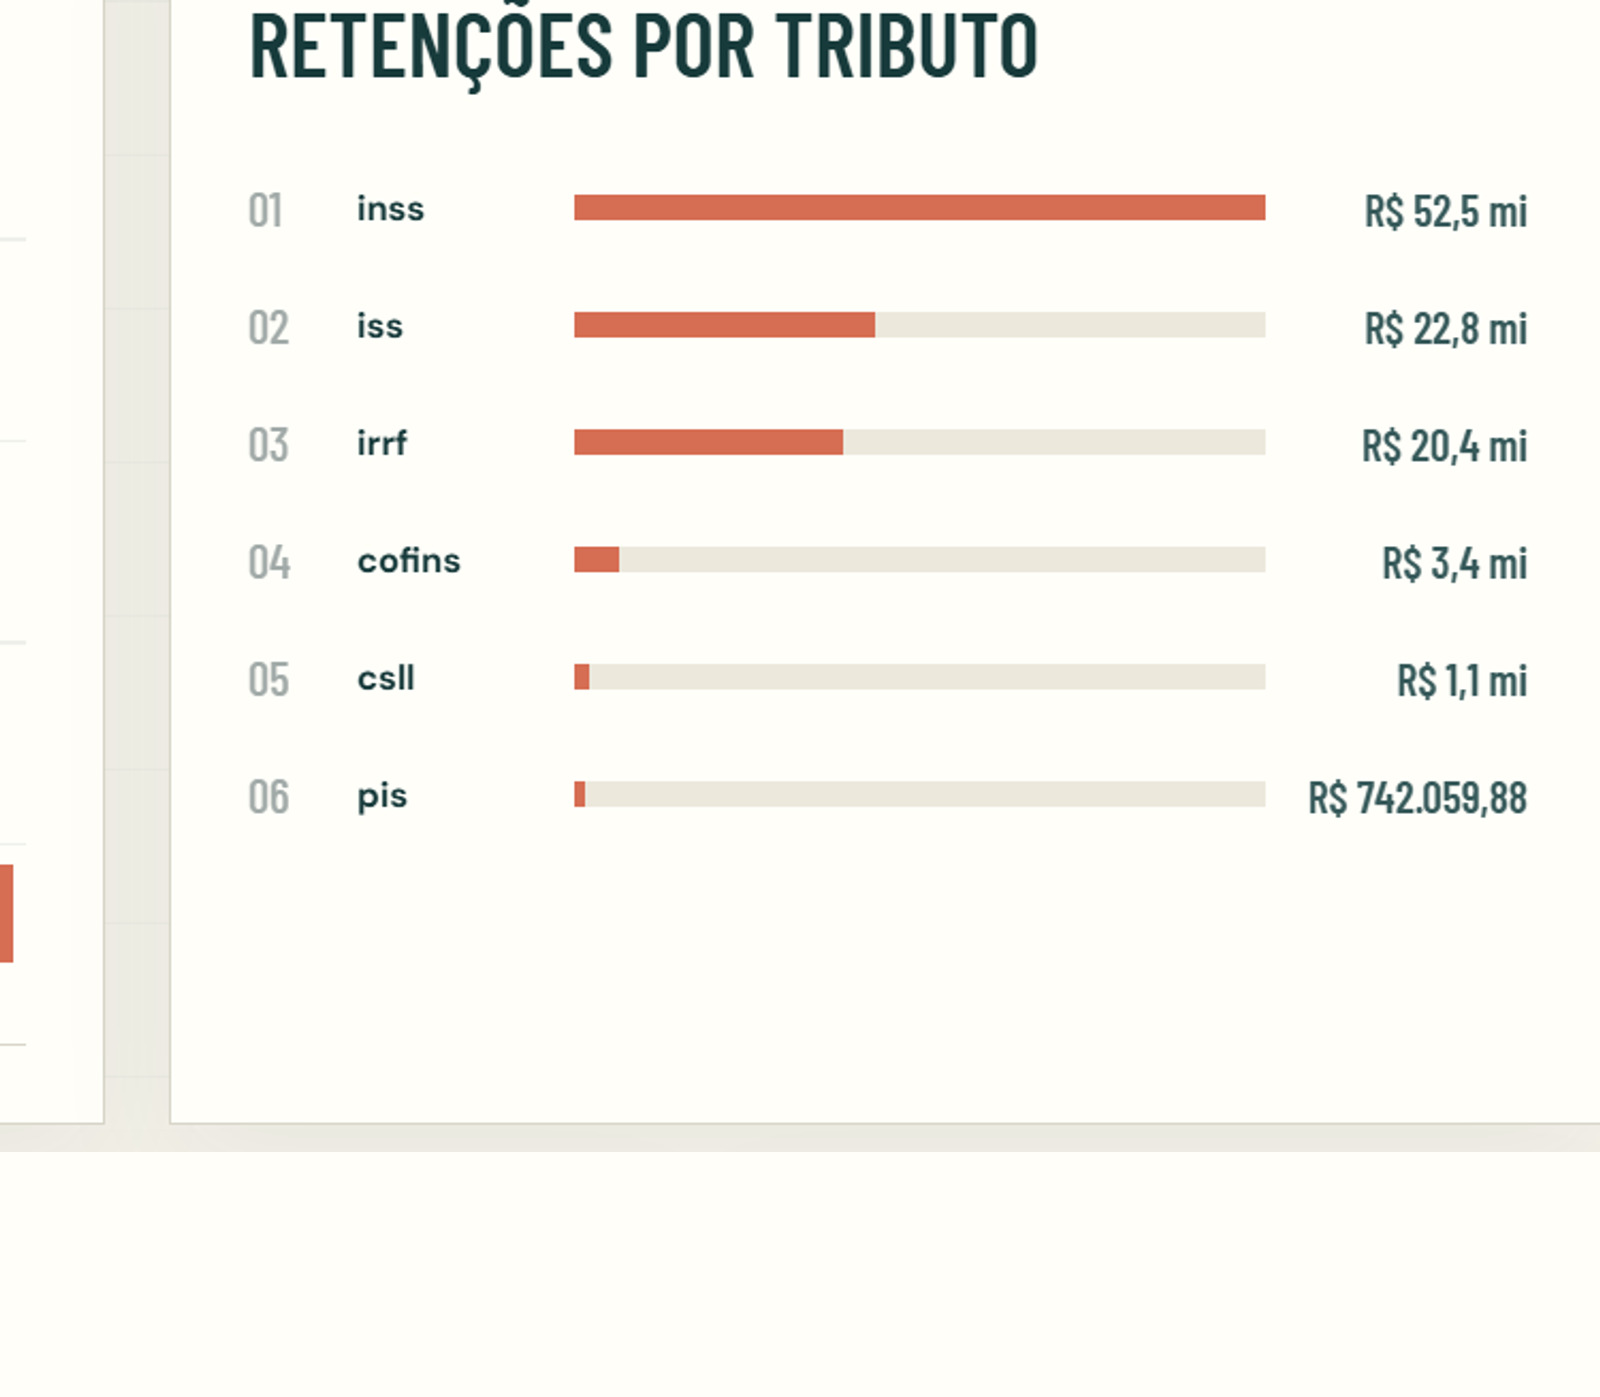 RETENÇÕES POR TRIBUTO
01 inss R$ 52,5 mi
02 iss R$ 22,8 mi
03 irrf R$ 20,4 mi
04 cofins R$ 3,4 mi
05 csll R$ 1,1 mi
06 pis R$ 742.059,88